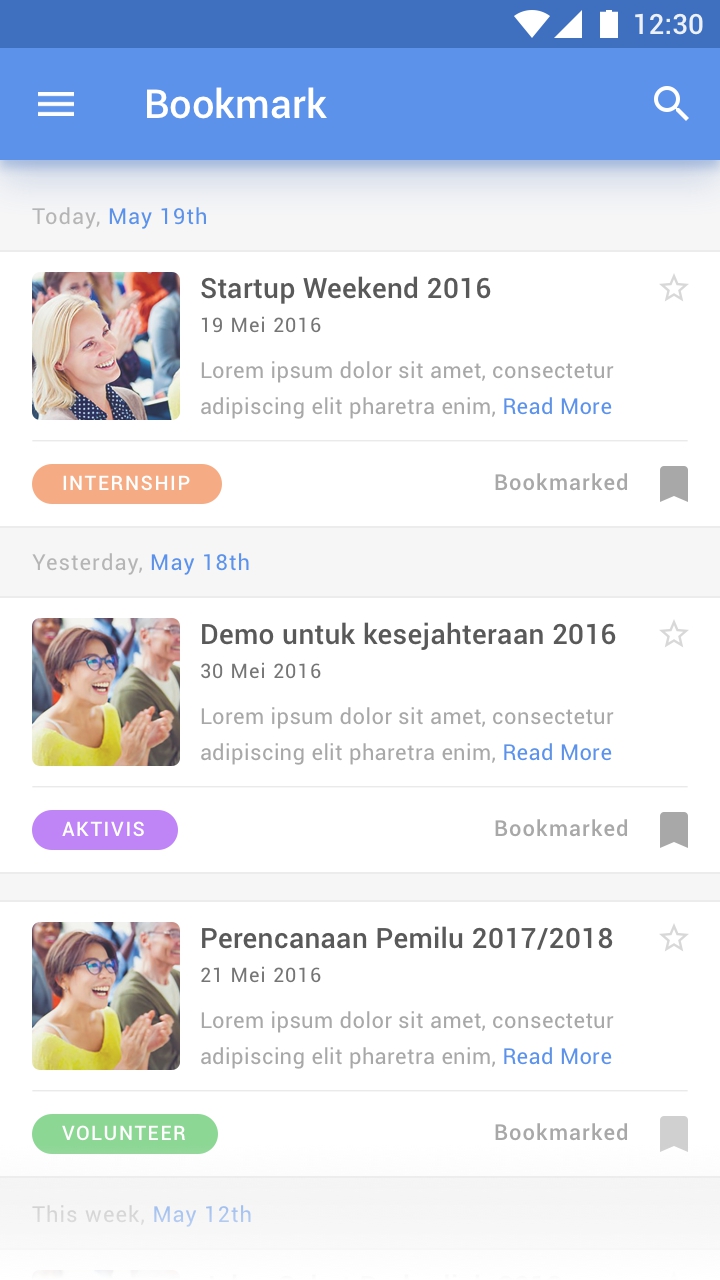 12:30
Bookmark
Today, May 19th
Startup Weekend 2016
19 Mei 2016
Lorem ipsum dolor sit amet, consectetur
adipiscing elit pharetra enim, Read More
INTERNSHIP
Bookmarked
Yesterday, May 18th
Demo untuk kesejahteraan 2016
30 Mei 2016
Lorem ipsum dolor sit amet, consectetur
adipiscing elit pharetra enim, Read More
AKTIVIS
Bookmarked
Perencanaan Pemilu 2017/2018
21 Mei 2016
Lorem ipsum dolor sit amet, consectetur
adipiscing elit pharetra enim, Read More
VOLUNTEER
Bookmarked
This week, May 12th